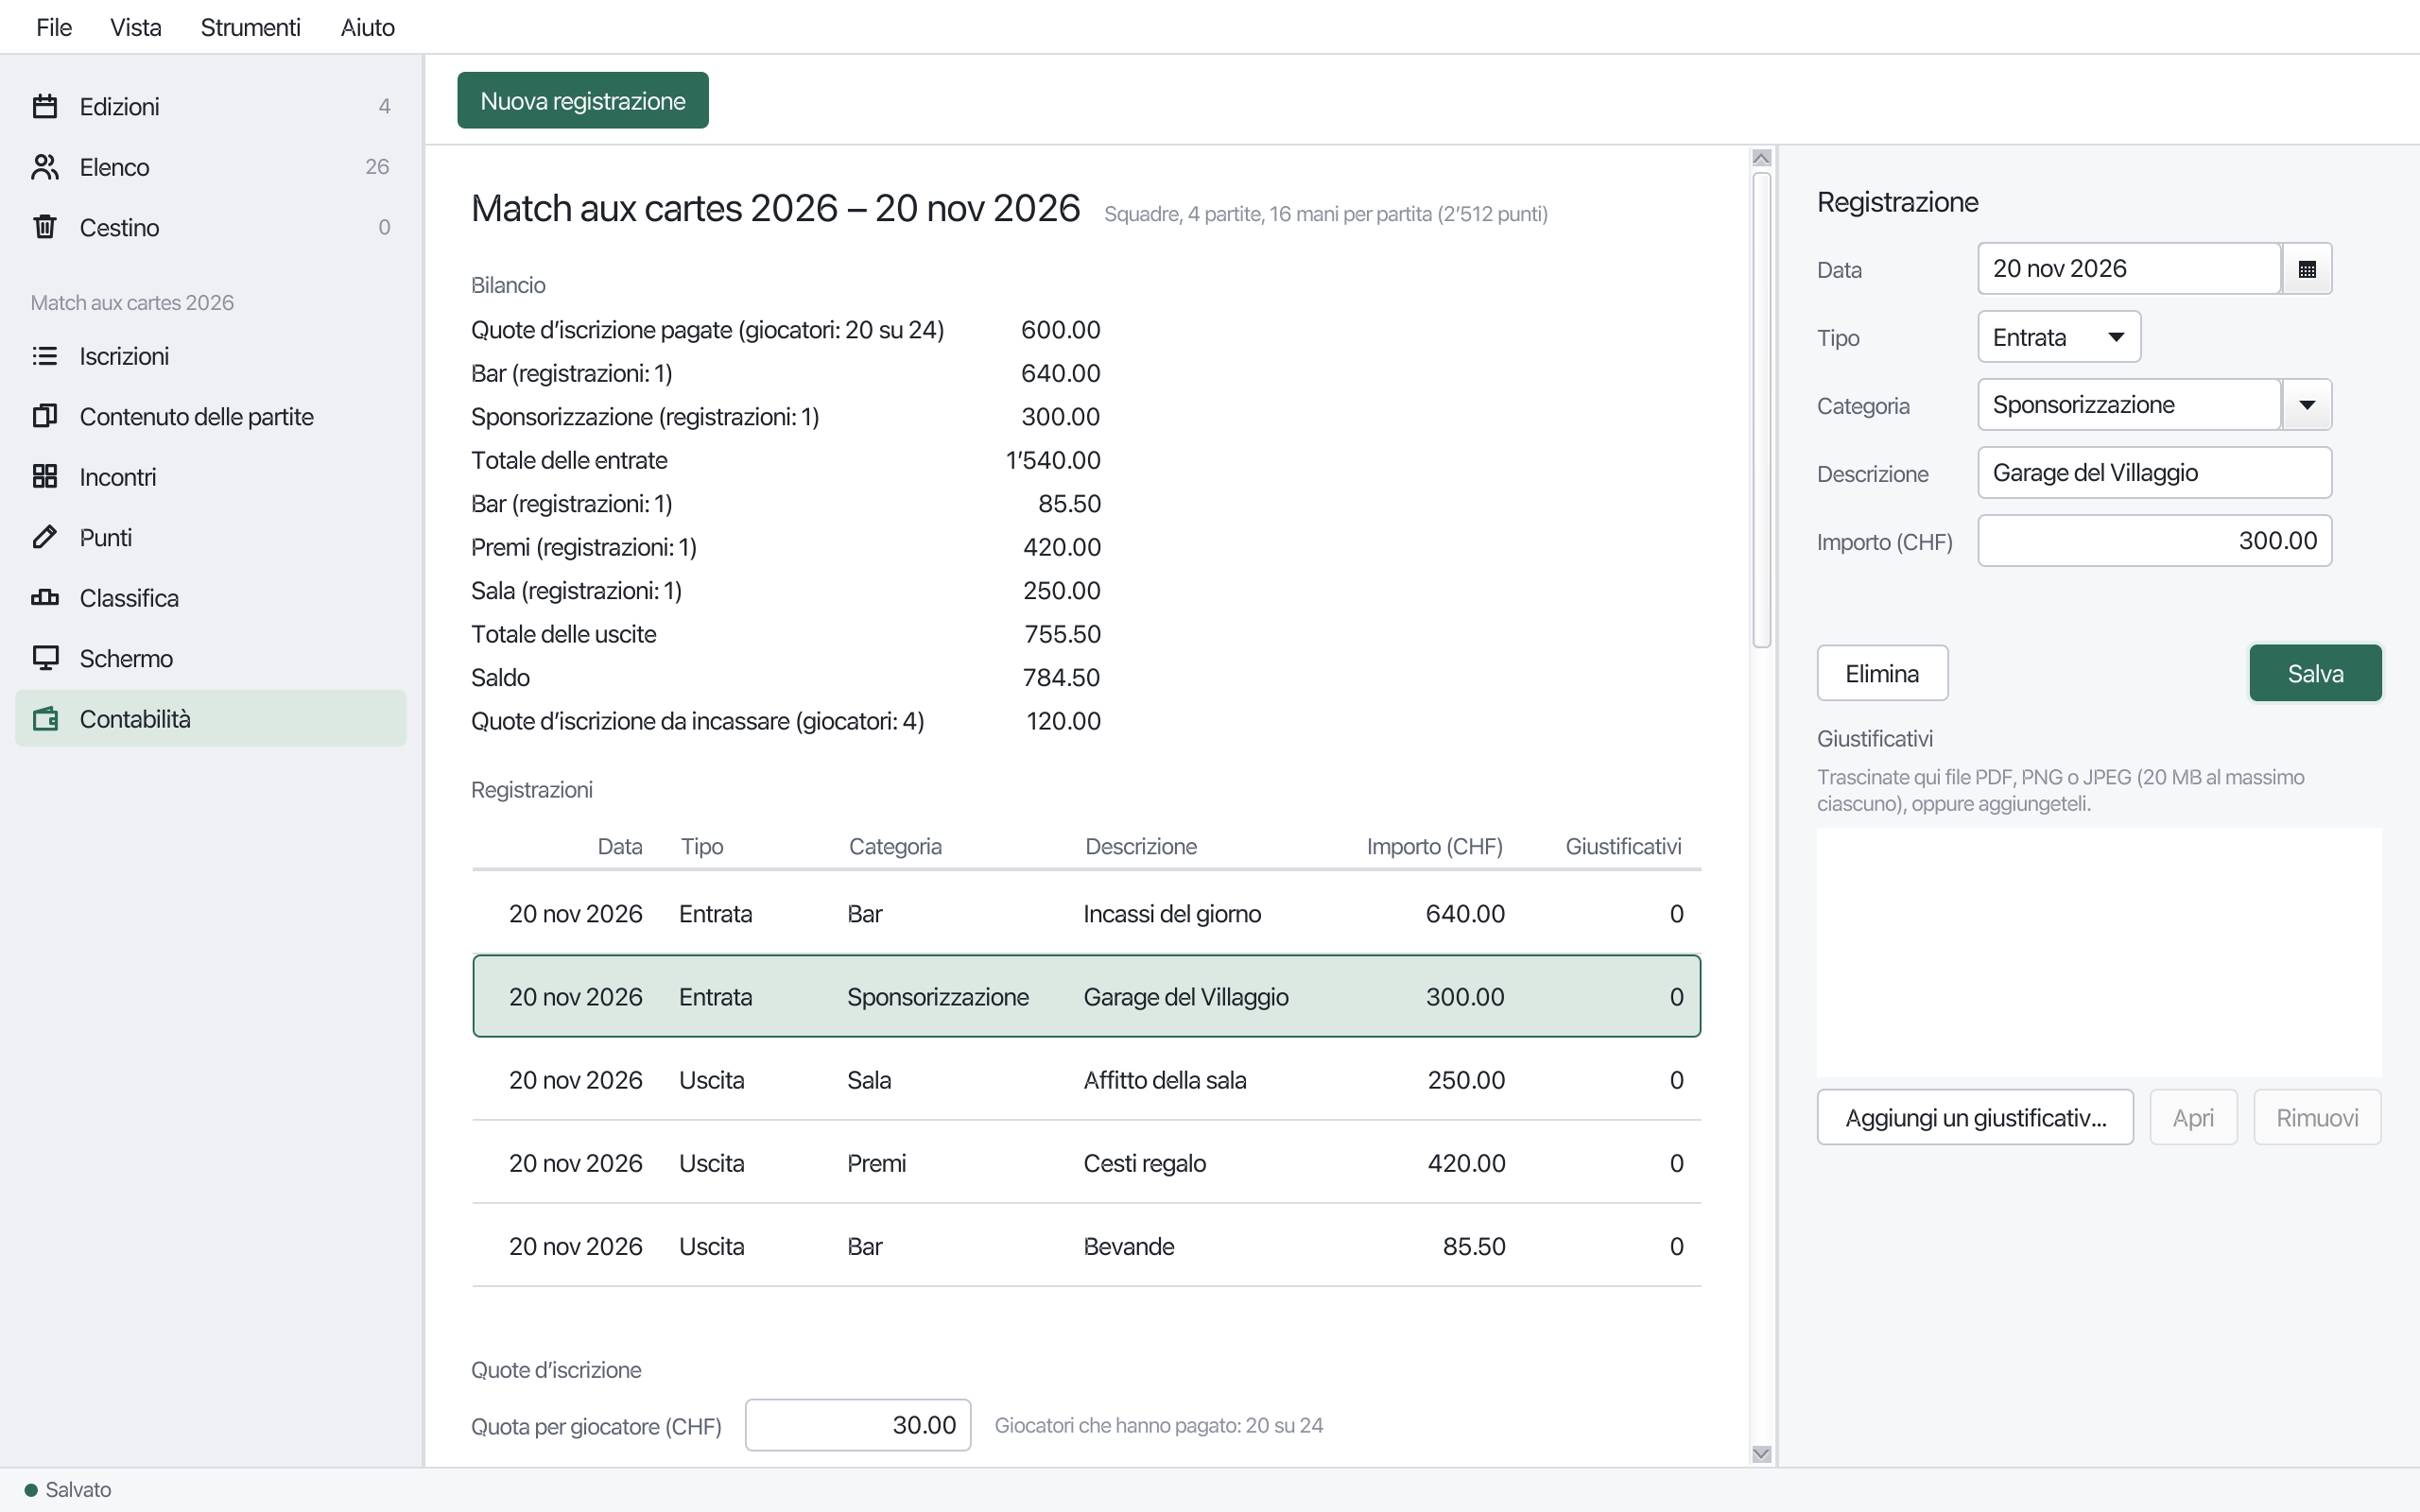 File Vista Strumenti Aiuto
Edizioni 4
Elenco 26
Cestino 0
Match aux cartes 2026
Iscrizioni
Contenuto delle partite
Incontri
Punti
Classifica
Schermo
Contabilità
Nuova registrazione
Match aux cartes 2026 – 20 nov 2026 Squadre, 4 partite, 16 mani per partita (2’512 punti)
Bilancio
Quote d’iscrizione pagate (giocatori: 20 su 24) 600.00
Bar (registrazioni: 1) 640.00
Sponsorizzazione (registrazioni: 1) 300.00
Totale delle entrate 1’540.00
Bar (registrazioni: 1) 85.50
Premi (registrazioni: 1) 420.00
Sala (registrazioni: 1) 250.00
Totale delle uscite 755.50
Saldo 784.50
Quote d’iscrizione da incassare (giocatori: 4) 120.00
Registrazioni
Data Tipo Categoria Descrizione Importo (CHF) Giustificativi
20 nov 2026 Entrata Bar Incassi del giorno 640.00 0
20 nov 2026 Entrata Sponsorizzazione Garage del Villaggio 300.00 0
20 nov 2026 Uscita Sala Affitto della sala 250.00 0
20 nov 2026 Uscita Premi Cesti regalo 420.00 0
20 nov 2026 Uscita Bar Bevande 85.50 0
Quote d’iscrizione
Quota per giocatore (CHF) 30.00 Giocatori che hanno pagato: 20 su 24
Registrazione
Data 20 nov 2026
Tipo Entrata
Categoria Sponsorizzazione
Descrizione Garage del Villaggio
Importo (CHF) 300.00
Elimina Salva
Giustificativi
Trascinate qui file PDF, PNG o JPEG (20 MB al massimo
ciascuno), oppure aggiungeteli.
Aggiungi un giustificativ... Apri Rimuovi
Salvato